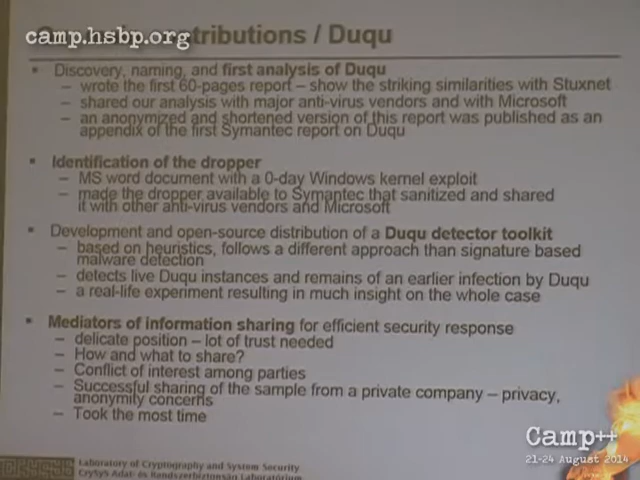 camp.hsbp.org
tributions / Duqu
Discovery, naming, and first analysis of Duqu
– wrote the first 60-pages report – show the striking similarities with Stuxnet
– shared our analysis with major anti-virus vendors and with Microsoft
– an anonymized and shortened version of this report was published as an
appendix of the first Symantec report on Duqu
Identification of the dropper
– MS word document with a 0-day Windows kernel exploit
– made the dropper available to Symantec that sanitized and shared
it with other anti-virus vendors and Microsoft
Development and open-source distribution of a Duqu detector toolkit
– based on heuristics, follows a different approach than signature based
malware detection
– detects live Duqu instances and remains of an earlier infection by Duqu
– a real-life experiment resulting in much insight on the whole case
Mediators of information sharing for efficient security response
– delicate position – lot of trust needed
– How and what to share?
– Conflict of interest among parties
– Successful sharing of the sample from a private company – privacy,
anonymity concerns
– Took the most time
Camp++
21-24 August 2014
Laboratory of Cryptography and System Security
CrySyS Adat- és Rendszerbiztonság Laboratórium